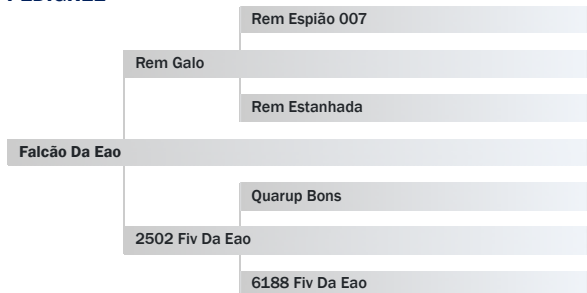 Rem Espião 007
Rem Galo
Rem Estanhada
Falcão Da Eao
Quarup Bons
2502 Fiv Da Eao
6188 Fiv Da Eao